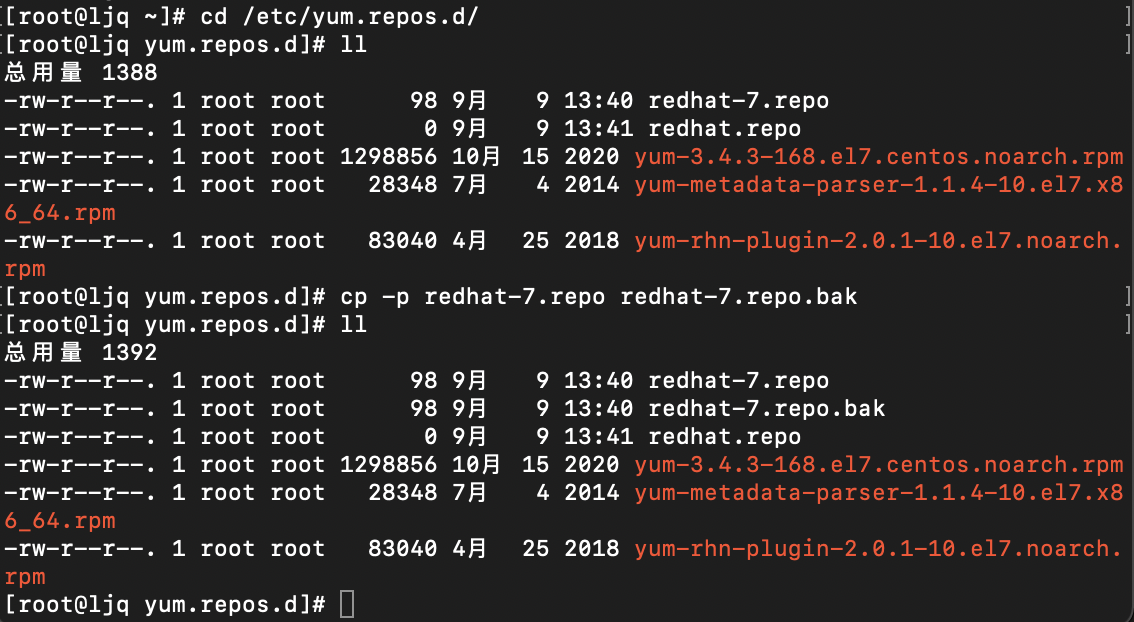 [root@ljq ~]# cd /etc/yum.repos.d/
[root@ljq yum.repos.d]# ll
总用量 1388
-rw-r--r--. 1 root root      98 9月   9 13:40 redhat-7.repo
-rw-r--r--. 1 root root       0 9月   9 13:41 redhat.repo
-rw-r--r--. 1 root root 1298856 10月  15 2020 yum-3.4.3-168.el7.centos.noarch.rpm
-rw-r--r--. 1 root root   28348 7月   4 2014 yum-metadata-parser-1.1.4-10.el7.x8
6_64.rpm
-rw-r--r--. 1 root root   83040 4月  25 2018 yum-rhn-plugin-2.0.1-10.el7.noarch.
rpm
[root@ljq yum.repos.d]# cp -p redhat-7.repo redhat-7.repo.bak
[root@ljq yum.repos.d]# ll
总用量 1392
-rw-r--r--. 1 root root      98 9月   9 13:40 redhat-7.repo
-rw-r--r--. 1 root root      98 9月   9 13:40 redhat-7.repo.bak
-rw-r--r--. 1 root root       0 9月   9 13:41 redhat.repo
-rw-r--r--. 1 root root 1298856 10月  15 2020 yum-3.4.3-168.el7.centos.noarch.rpm
-rw-r--r--. 1 root root   28348 7月   4 2014 yum-metadata-parser-1.1.4-10.el7.x8
6_64.rpm
-rw-r--r--. 1 root root   83040 4月  25 2018 yum-rhn-plugin-2.0.1-10.el7.noarch.
rpm
[root@ljq yum.repos.d]#